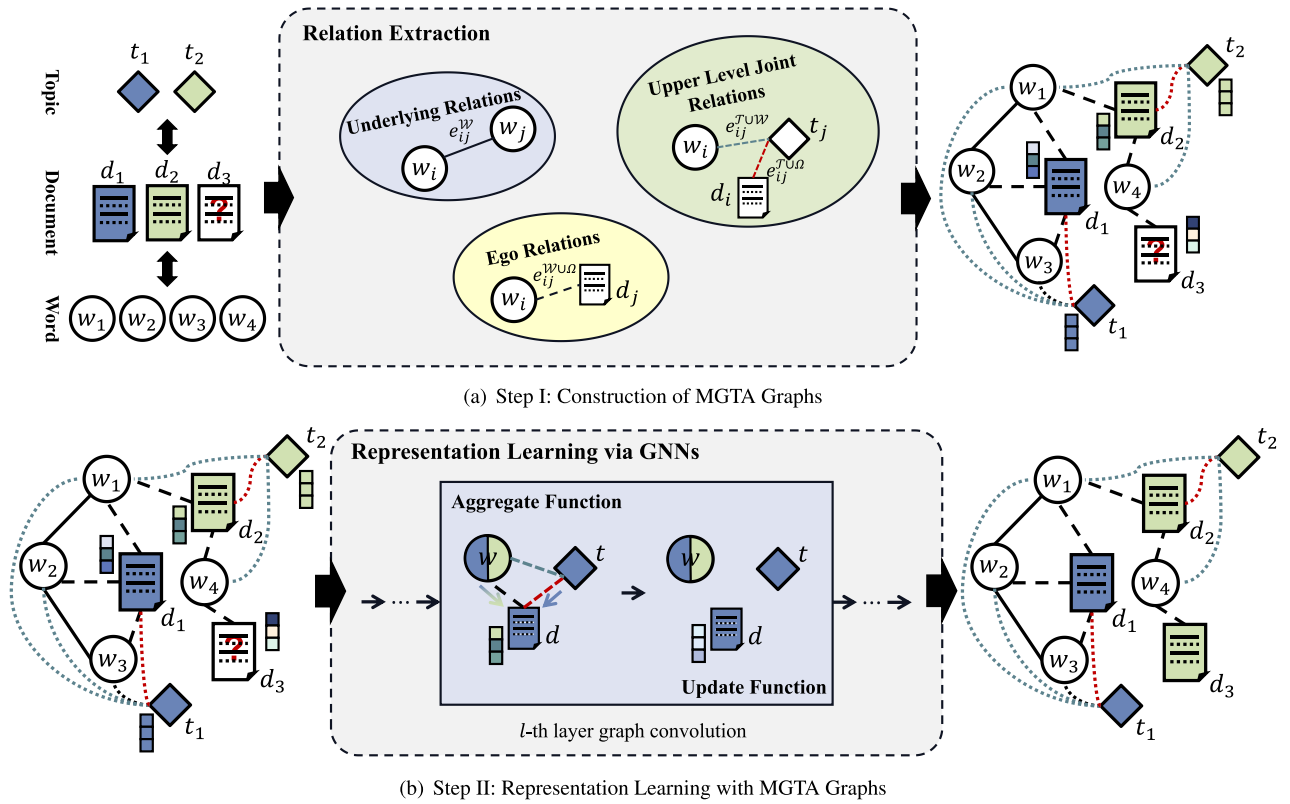 Topic
t1 t2
Document
d1 d2 d3
?
Word
w1 w2 w3 w4
Relation Extraction
Underlying Relations
e_ij^W
wi wj
Upper Level Joint
Relations
e_ij^{T∪W}
wi tj
e_ij^{T∪Ω}
di
Ego Relations
e_ij^{W∪Ω}
wi dj
t2
w1
d2
w2
w4
d1
w3
?
d3
t1
(a) Step I: Construction of MGTA Graphs
t2
w1
d2
w2
w4
d1
w3
?
d3
t1
Representation Learning via GNNs
Aggregate Function
w t
d
w t
d
Update Function
l-th layer graph convolution
... ...
t2
w1
d2
w2
w4
d1
w3
d3
t1
(b) Step II: Representation Learning with MGTA Graphs